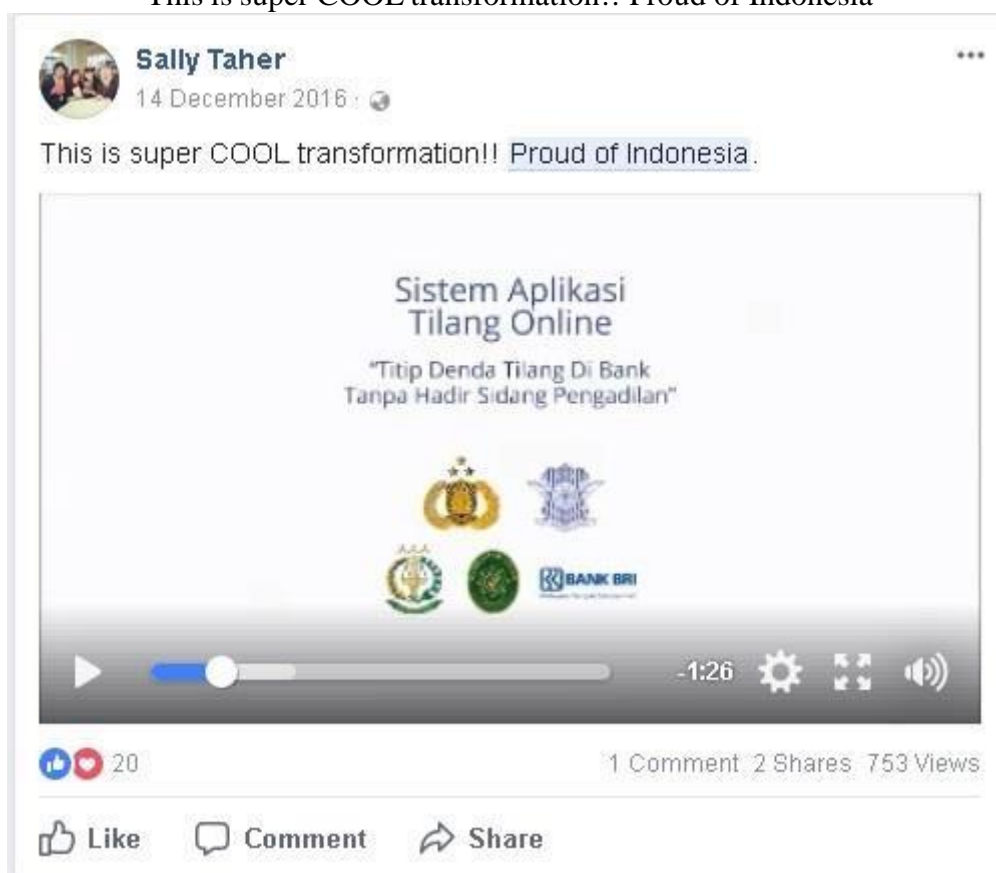 This is super COOL transformation!! Proud of Indonesia
Sally Taher
14 December 2016 ·
This is super COOL transformation!! Proud of Indonesia.
Sistem Aplikasi
Tilang Online
"Titip Denda Tilang Di Bank
Tanpa Hadir Sidang Pengadilan"
BANK BRI
-1:26
20
1 Comment 2 Shares 753 Views
Like Comment Share